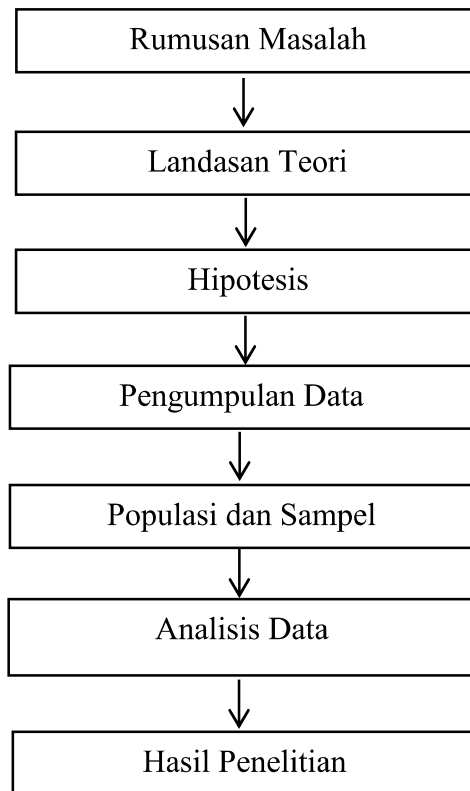 Rumusan Masalah
Landasan Teori
Hipotesis
Pengumpulan Data
Populasi dan Sampel
Analisis Data
Hasil Penelitian